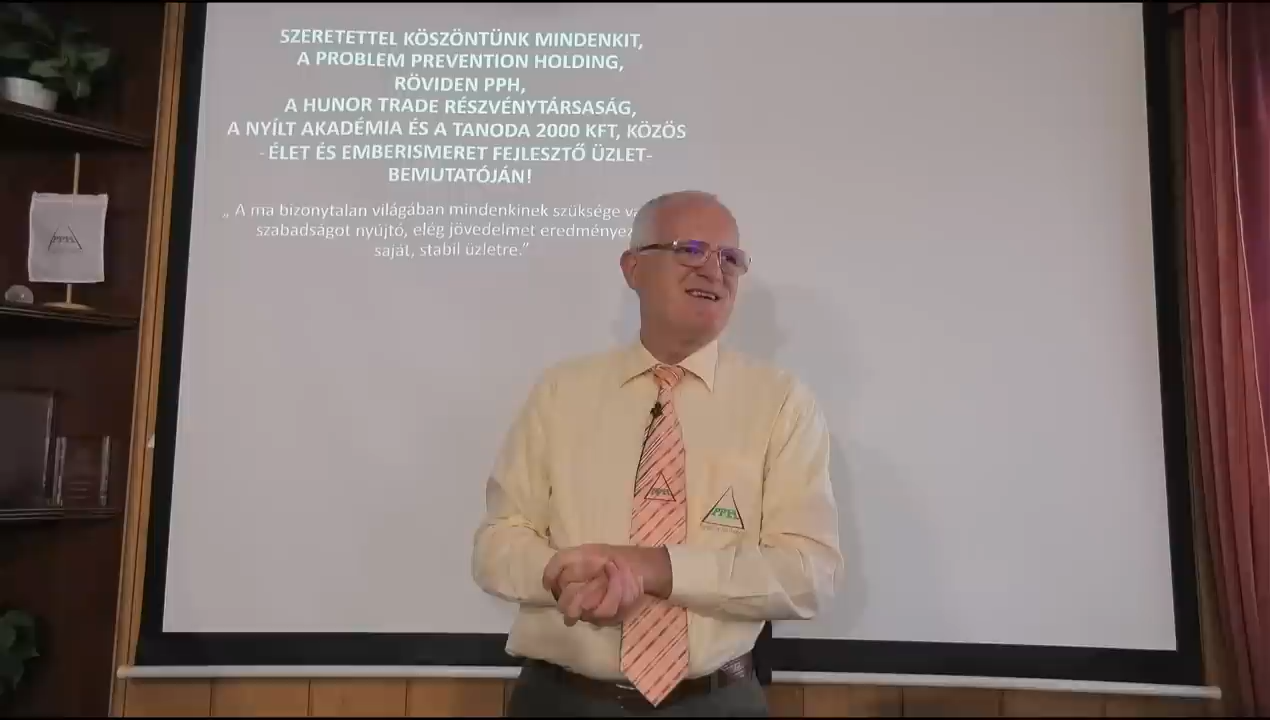 SZERETETTEL KÖSZÖNTÜNK MINDENKIT,
A PROBLEM PREVENTION HOLDING,
RÖVIDEN PPH,
A HUNOR TRADE RÉSZVÉNYTÁRSASÁG,
A NYÍLT AKADÉMIA ÉS A TANODA 2000 KFT, KÖZÖS
- ÉLET ÉS EMBERISMERET FEJLESZTŐ ÜZLET-
BEMUTATÓJÁN!
„ A ma bizonytalan világában mindenkinek szüksége
szabadságot nyújtó, elég jövedelmet
saját, stabil üzletre.”
PPH
PPH
PPH